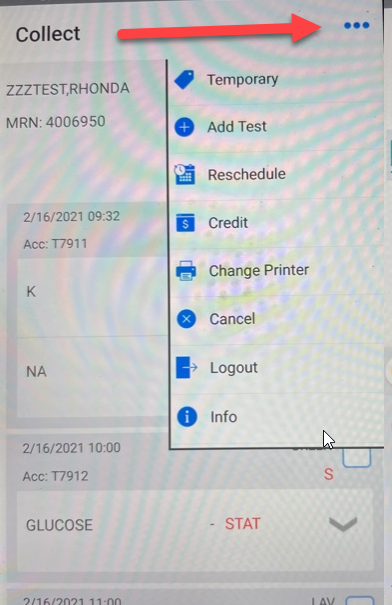 Collect
ZZZTEST,RHONDA
MRN: 4006950
Temporary
Add Test
Reschedule
Credit
Change Printer
Cancel
Logout
Info
2/16/2021 09:32
Acc: T7911
K
NA
2/16/2021 10:00
Acc: T7912
S
GLUCOSE - STAT
2/16/2021 11:00 LAV